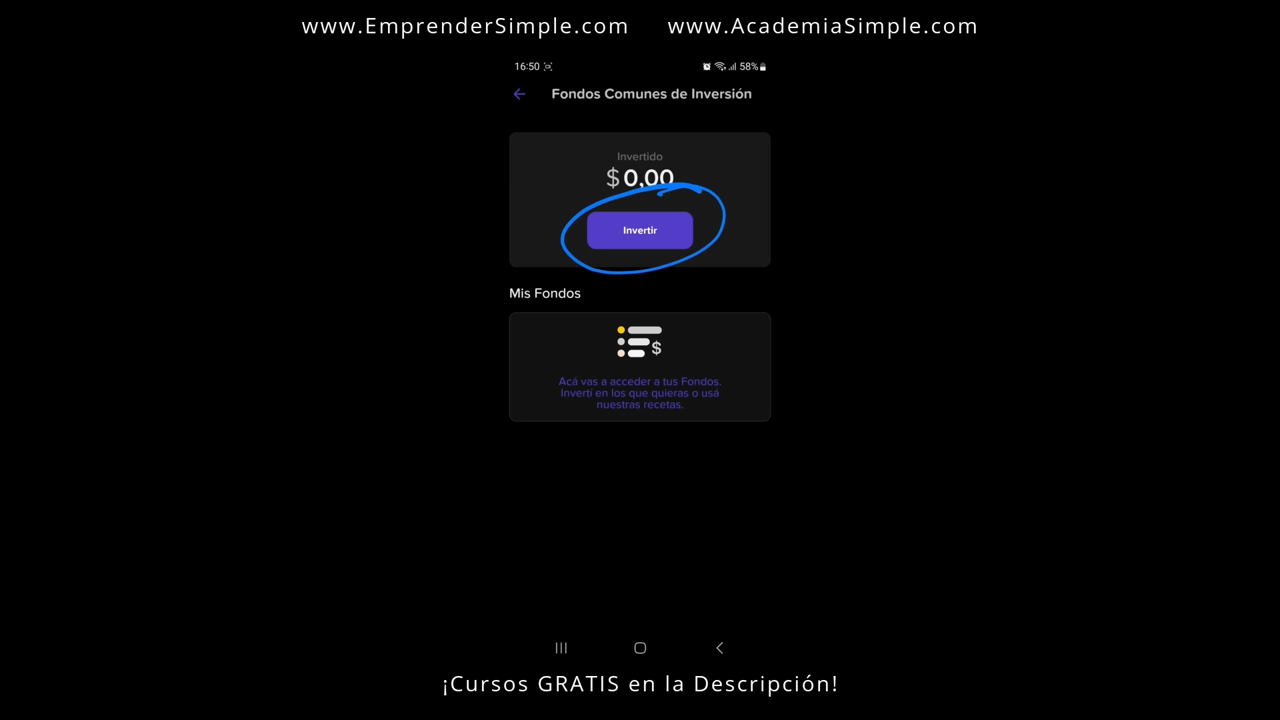 www.EmprenderSimple.com www.AcademiaSimple.com
16:50 58%
Fondos Comunes de Inversión
Invertido
$ 0,00
Invertir
Mis Fondos
$
Acá vas a acceder a tus Fondos.
Invertí en los que quieras o usá
nuestras recetas.
¡Cursos GRATIS en la Descripción!